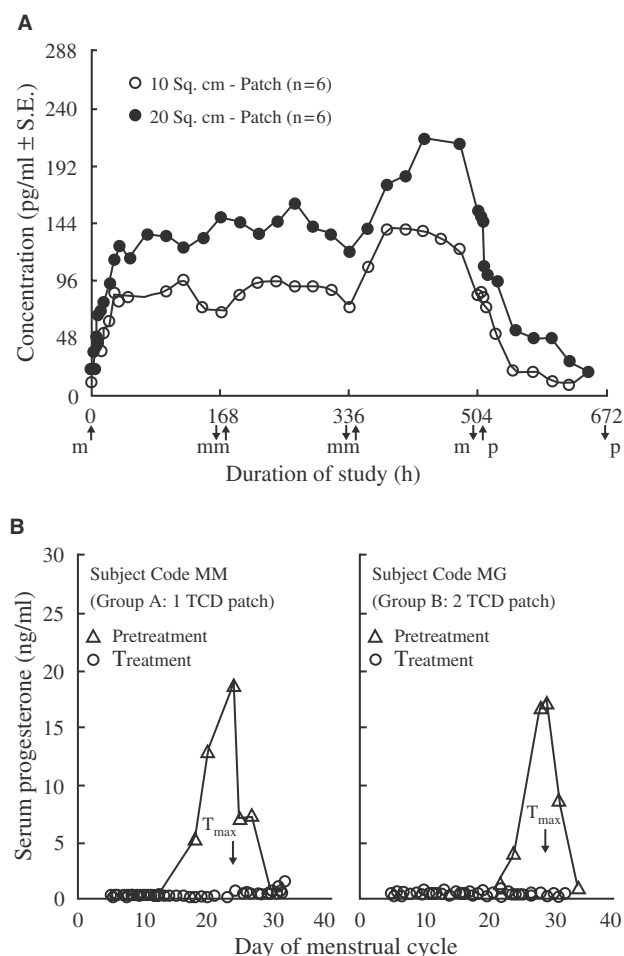 A
288
240
192
144
96
48
0
Concentration (pg/ml ± S.E.)
10 Sq. cm - Patch (n=6)
20 Sq. cm - Patch (n=6)
0 168 336 504 672
m mm mm m p p
Duration of study (h)
B
30
25
20
15
10
5
0
Serum progesterone (ng/ml)
Subject Code MM
(Group A: 1 TCD patch)
Pretreatment
Treatment
Tmax
0 10 20 30 40
Subject Code MG
(Group B: 2 TCD patch)
Pretreatment
Treatment
Tmax
0 10 20 30 40
Day of menstrual cycle